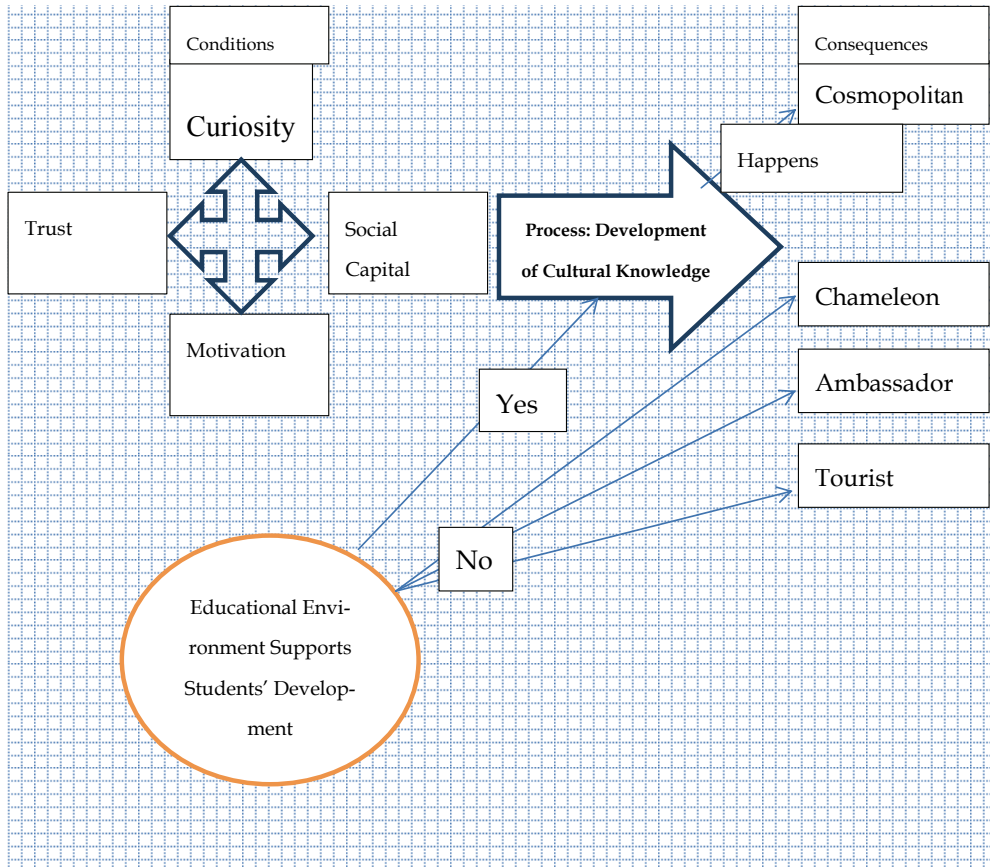 Conditions
Consequences
Curiosity
Cosmopolitan
Happens
Trust
Social
Capital
Process: Development
of Cultural Knowledge
Chameleon
Motivation
Ambassador
Yes
Tourist
No
Educational Envi-
ronment Supports
Students’ Develop-
ment